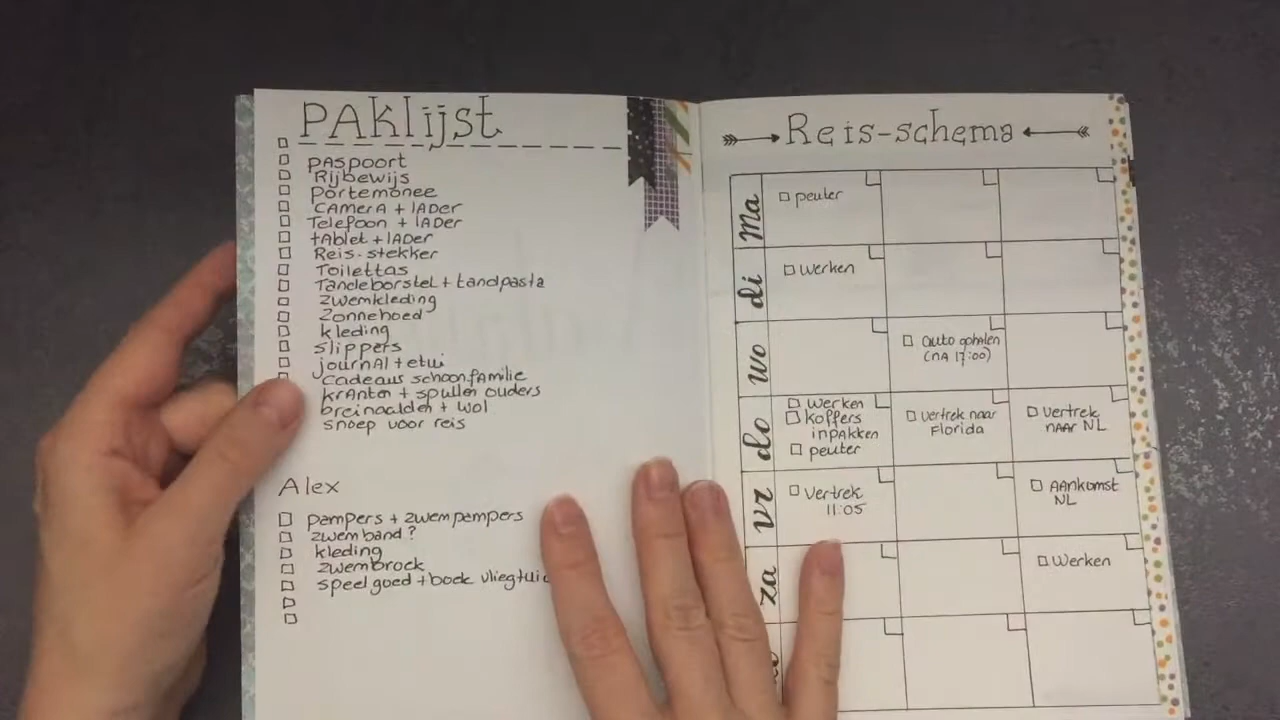 PAKlijst
PASpoort
Rijbewijs
portemonee
CAMerA + lADer
Telefoon + lADer
tAblet + lADer
Reis-stekker
Toilettas
Tandenborstel + tandpasta
Zwemkleding
Zonnehoed
kleding
slippers
journAl + etui
Cadeaus schoonfAmilie
krAnten + spullen ouders
breinaalden + wol
snoep voor reis
Alex
pampers + zwempampers
zwemband?
kleding
zwembroek
speelgoed + boek
Reis-schema
Ma
peuter
di
Werken
wo
Auto ophalen
(NA 17:00)
do
Werken
koffers
inpakken
peuter
vertrek naar
Florida
Vertrek
NAAr NL
vr
Vertrek
11:05
AAnkomst
NL
za
Werken